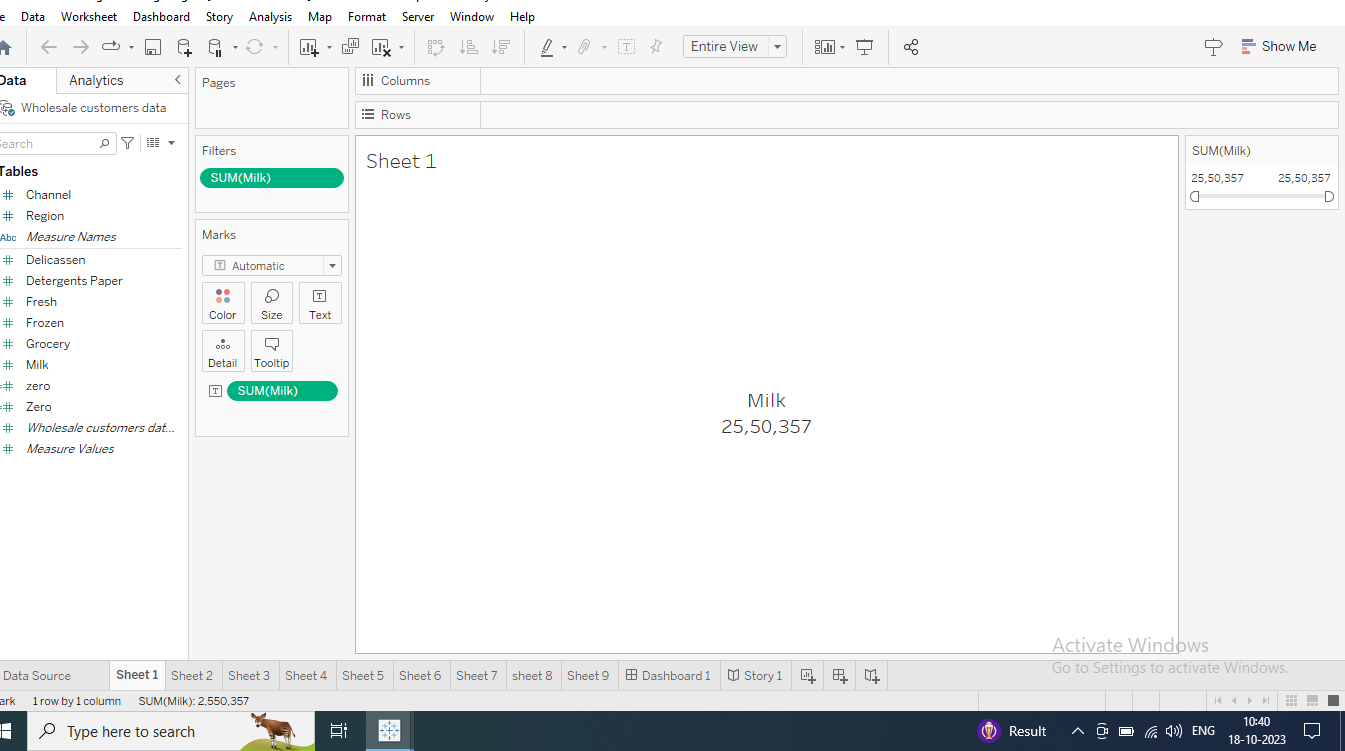 Data Worksheet Dashboard Story Analysis Map Format Server Window Help
Entire View
Show Me
Data Analytics
Wholesale customers data
Search
Tables
# Channel
# Region
Abc Measure Names
# Delicassen
# Detergents Paper
# Fresh
# Frozen
# Grocery
# Milk
=# zero
=# Zero
# Wholesale customers dat...
# Measure Values
Pages
Filters
SUM(Milk)
Marks
T Automatic
Color Size T Text
Detail Tooltip
T SUM(Milk)
Columns
Rows
Sheet 1
Milk
25,50,357
SUM(Milk)
25,50,357 25,50,357
Activate Windows
Go to Settings to activate Windows.
Data Source Sheet 1 Sheet 2 Sheet 3 Sheet 4 Sheet 5 Sheet 6 Sheet 7 sheet 8 Sheet 9 Dashboard 1 Story 1
ark 1 row by 1 column SUM(Milk): 2,550,357
Type here to search
Result
ENG
10:40
18-10-2023